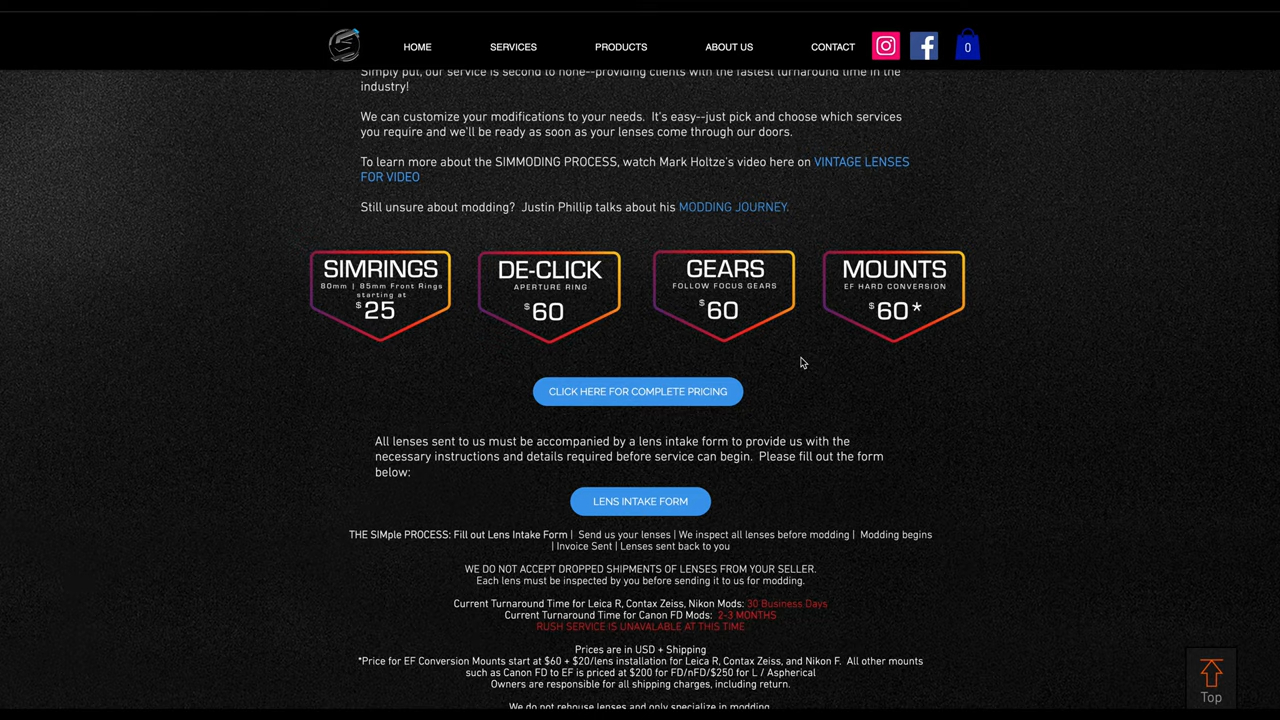 HOME SERVICES PRODUCTS ABOUT US CONTACT 0
Simply put, our service is second to none--providing clients with the fastest turnaround time in the
industry!
We can customize your modifications to your needs. It's easy--just pick and choose which services
you require and we'll be ready as soon as your lenses come through our doors.
To learn more about the SIMMODING PROCESS, watch Mark Holtze's video here on VINTAGE LENSES
FOR VIDEO
Still unsure about modding? Justin Phillip talks about his MODDING JOURNEY.
SIMRINGS
80mm | 85mm Front Rings
starting at
$25
DE-CLICK
APERTURE RING
$60
GEARS
FOLLOW FOCUS GEARS
$60
MOUNTS
EF HARD CONVERSION
$60*
CLICK HERE FOR COMPLETE PRICING
All lenses sent to us must be accompanied by a lens intake form to provide us with the
necessary instructions and details required before service can begin. Please fill out the form
below:
LENS INTAKE FORM
THE SIMple PROCESS: Fill out Lens Intake Form | Send us your lenses | We inspect all lenses before modding | Modding begins
| Invoice Sent | Lenses sent back to you
WE DO NOT ACCEPT DROPPED SHIPMENTS OF LENSES FROM YOUR SELLER.
Each lens must be inspected by you before sending it to us for modding.
Current Turnaround Time for Leica R, Contax Zeiss, Nikon Mods: 30 Business Days
Current Turnaround Time for Canon FD Mods: 2-3 MONTHS
RUSH SERVICE IS UNAVALABLE AT THIS TIME
Prices are in USD + Shipping
*Price for EF Conversion Mounts start at $60 + $20/lens installation for Leica R, Contax Zeiss, and Nikon F. All other mounts
such as Canon FD to EF is priced at $200 for FD/nFD/$250 for L / Aspherical
Owners are responsible for all shipping charges, including return.
We do not rehouse lenses and only specialize in modding
Top